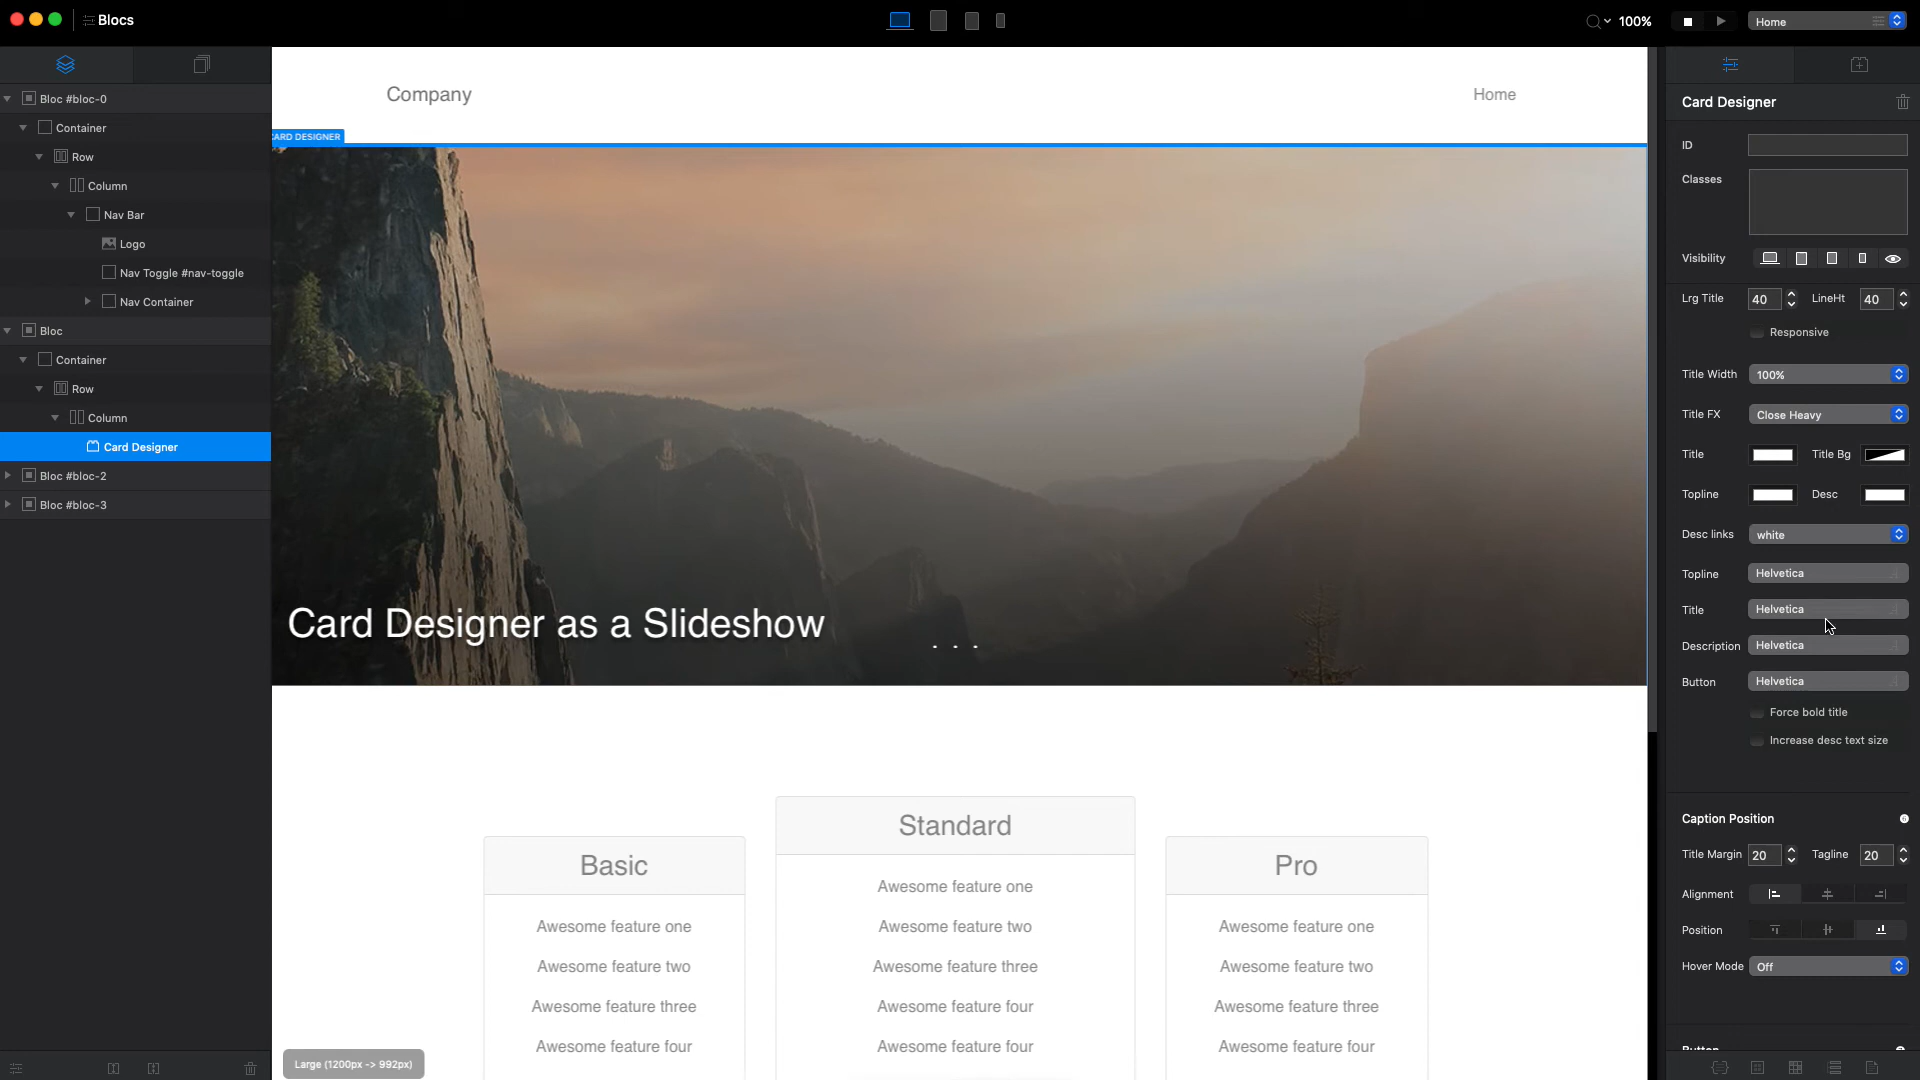 Blocs
100%
Home
Bloc #bloc-0
Container
Row
Column
Nav Bar
Logo
Nav Toggle #nav-toggle
Nav Container
Bloc
Container
Row
Column
Card Designer
Bloc #bloc-2
Bloc #bloc-3
Company
Home
CARD DESIGNER
Card Designer as a Slideshow
Basic
Awesome feature one
Awesome feature two
Awesome feature three
Awesome feature four
Standard
Awesome feature one
Awesome feature two
Awesome feature three
Awesome feature four
Awesome feature four
Pro
Awesome feature one
Awesome feature two
Awesome feature three
Awesome feature four
Large (1200px -> 992px)
Card Designer
ID
Classes
Visibility
Lrg Title 40 LineHt 40
Responsive
Title Width 100%
Title FX Close Heavy
Title Title Bg
Topline Desc
Desc links white
Topline Helvetica
Title Helvetica
Description Helvetica
Button Helvetica
Force bold title
Increase desc text size
Caption Position
Title Margin 20 Tagline 20
Alignment
Position
Hover Mode Off
Button